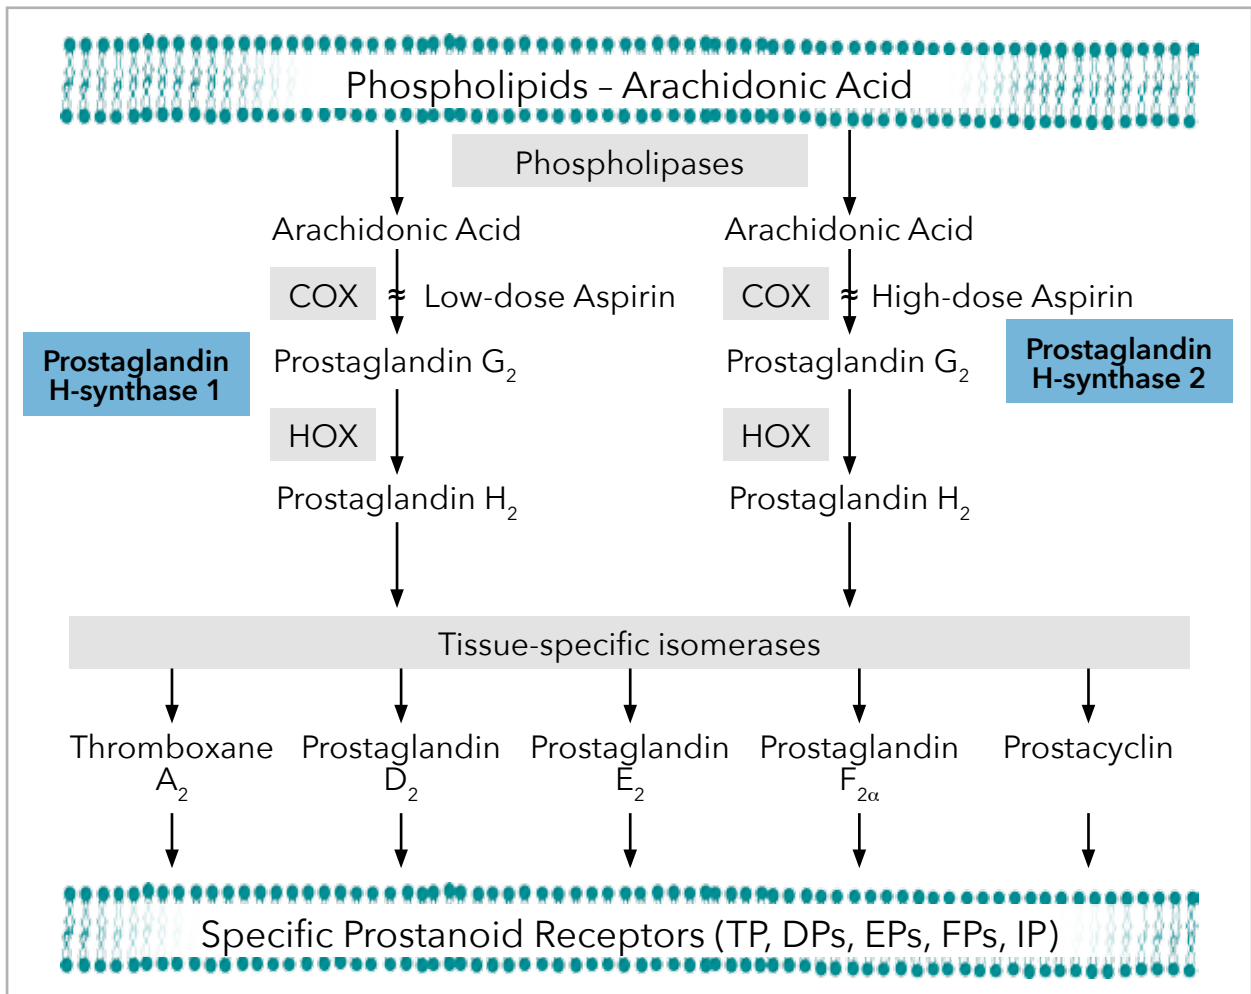 Phospholipids – Arachidonic Acid
Phospholipases
Arachidonic Acid
Arachidonic Acid
COX ≈ Low-dose Aspirin
COX ≈ High-dose Aspirin
Prostaglandin
H-synthase 1
Prostaglandin G₂
Prostaglandin G₂
Prostaglandin
H-synthase 2
HOX
HOX
Prostaglandin H₂
Prostaglandin H₂
Tissue-specific isomerases
Thromboxane
A₂
Prostaglandin
D₂
Prostaglandin
E₂
Prostaglandin
F₂α
Prostacyclin
Specific Prostanoid Receptors (TP, DPs, EPs, FPs, IP)